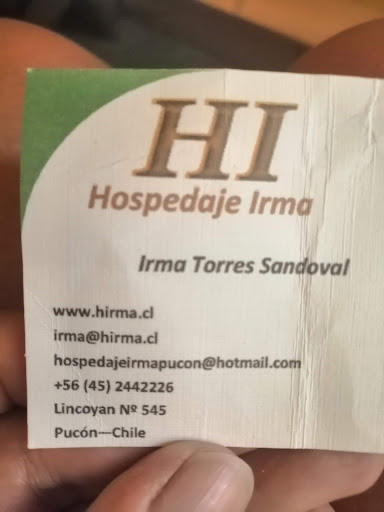 HI
Hospedaje Irma
Irma Torres Sandoval
www.hirma.cl
irma@hirma.cl
hospedajeirmapucon@hotmail.com
+56 (45) 2442226
Lincoyan Nº 545
Pucón—Chile